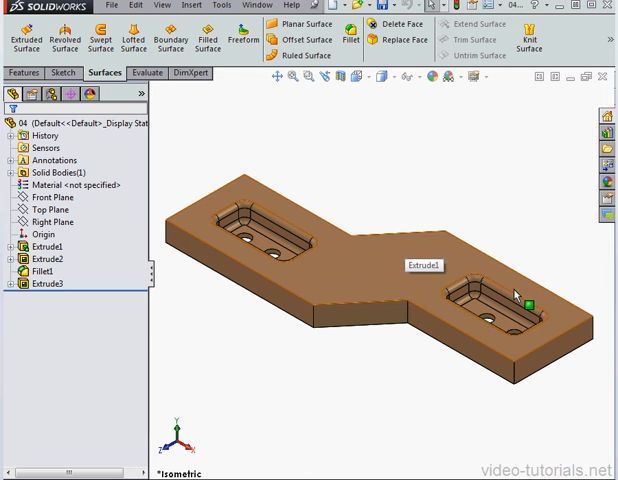 SOLIDWORKS File Edit View Insert Tools Window Help 04...
Extruded Surface
Revolved Surface
Swept Surface
Lofted Surface
Boundary Surface
Filled Surface
Freeform
Planar Surface
Offset Surface
Ruled Surface
Fillet
Delete Face
Replace Face
Extend Surface
Trim Surface
Untrim Surface
Knit Surface
Features Sketch Surfaces Evaluate DimXpert
04 (Default<<Default>_Display Stat
History
Sensors
Annotations
Solid Bodies(1)
Material <not specified>
Front Plane
Top Plane
Right Plane
Origin
Extrude1
Extrude2
Fillet1
Extrude3
Extrude1
Y
Z
X
*Isometric
video-tutorials.net